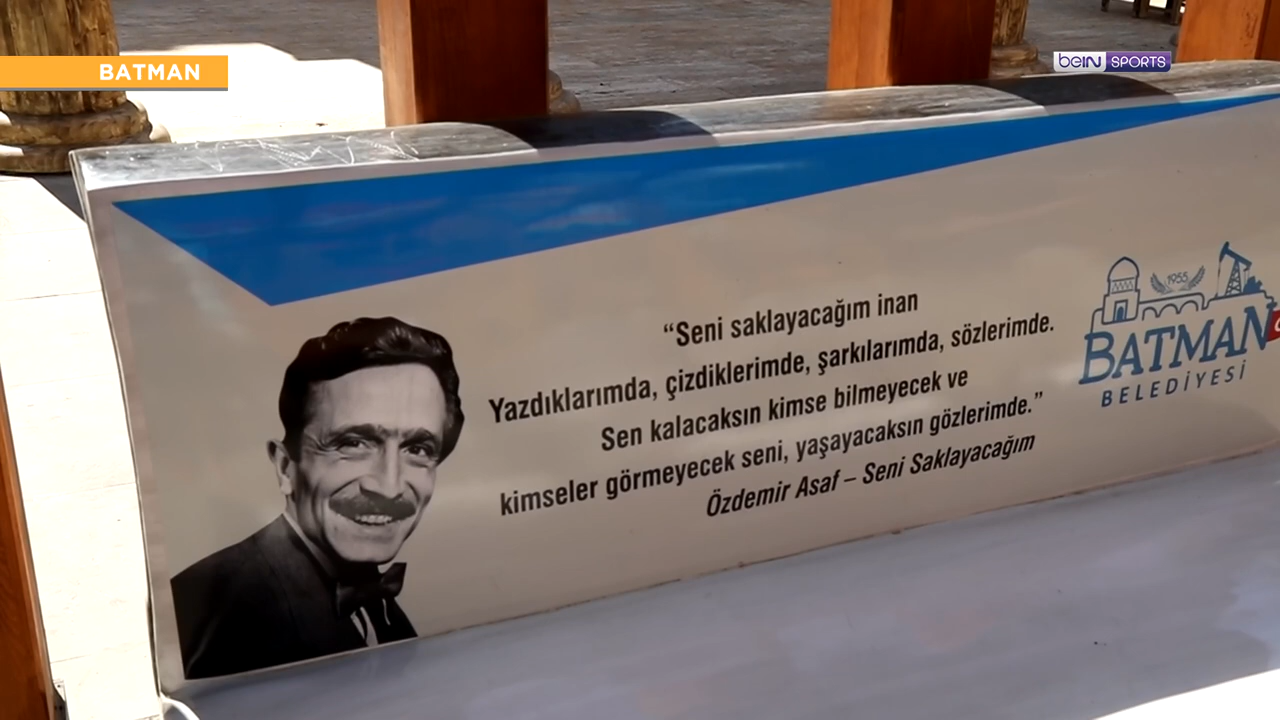 BATMAN
beIN SPORTS
“Seni saklayacağım inan
Yazdıklarımda, çizdiklerimde, şarkılarımda, sözlerimde.
Sen kalacaksın kimse bilmeyecek ve
kimseler görmeyecek seni, yaşayacaksın gözlerimde.”
Özdemir Asaf – Seni Saklayacağım
1955
BATMAN
BELEDİYESİ